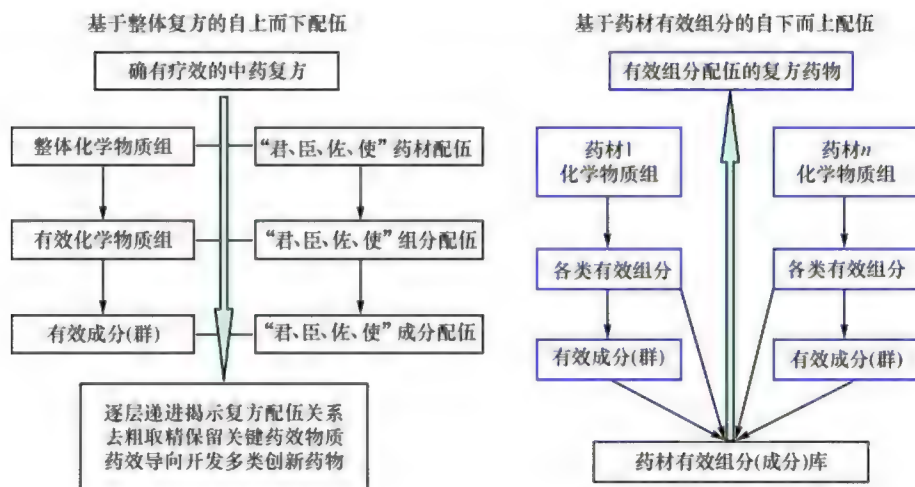 基于整体复方的自上而下配伍
确有疗效的中药复方
整体化学物质组
“君、臣、佐、使”药材配伍
有效化学物质组
“君、臣、佐、使”组分配伍
有效成分(群)
“君、臣、佐、使”成分配伍
逐层递进揭示复方配伍关系
去粗取精保留关键药效物质
药效导向开发多类创新药物
基于药材有效组分的自下而上配伍
有效组分配伍的复方药物
药材1
化学物质组
药材n
化学物质组
各类有效组分
各类有效组分
有效成分(群)
有效成分(群)
药材有效组分(成分)库